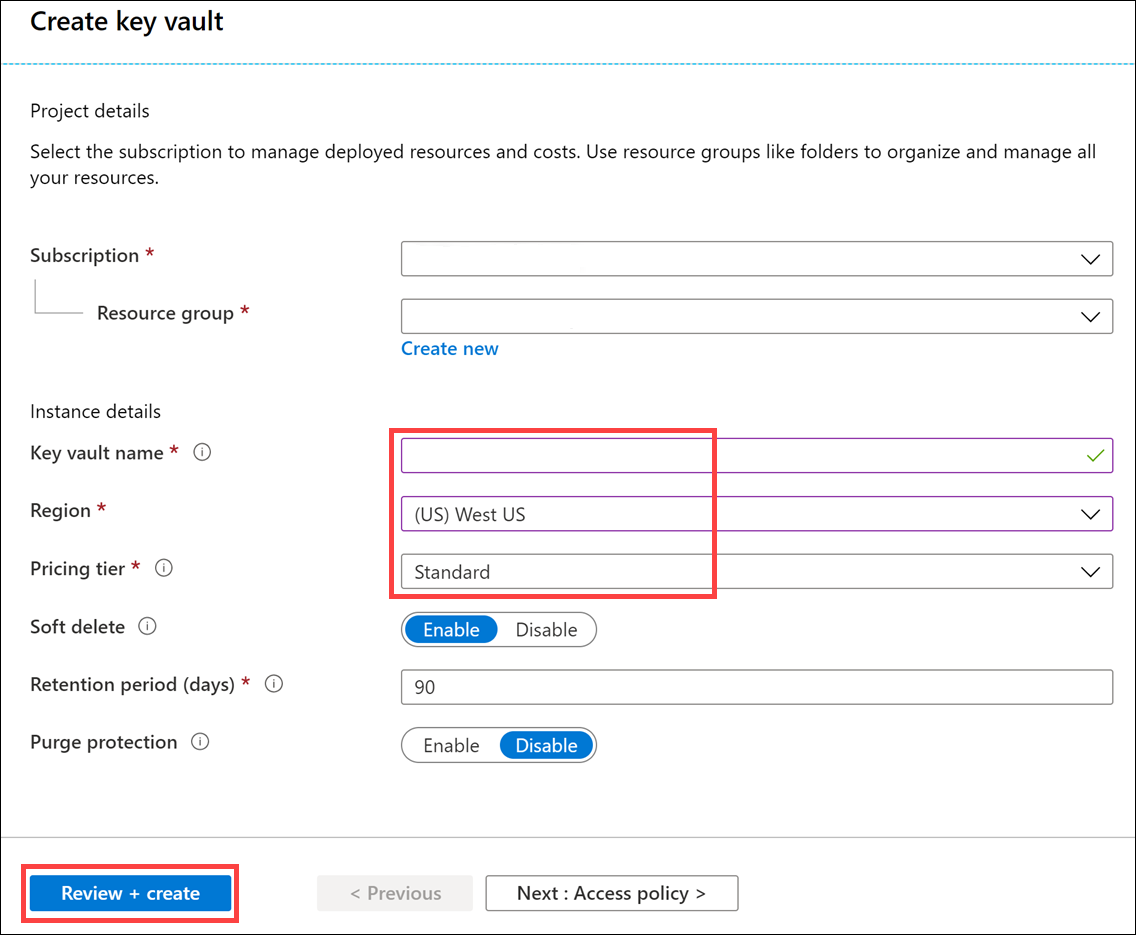 Create key vault
Project details
Select the subscription to manage deployed resources and costs. Use resource groups like folders to organize and manage all
your resources.
Subscription *
Resource group *
Create new
Instance details
Key vault name *
Region *
(US) West US
Pricing tier *
Standard
Soft delete
Enable Disable
Retention period (days) *
90
Purge protection
Enable Disable
Review + create
< Previous
Next : Access policy >